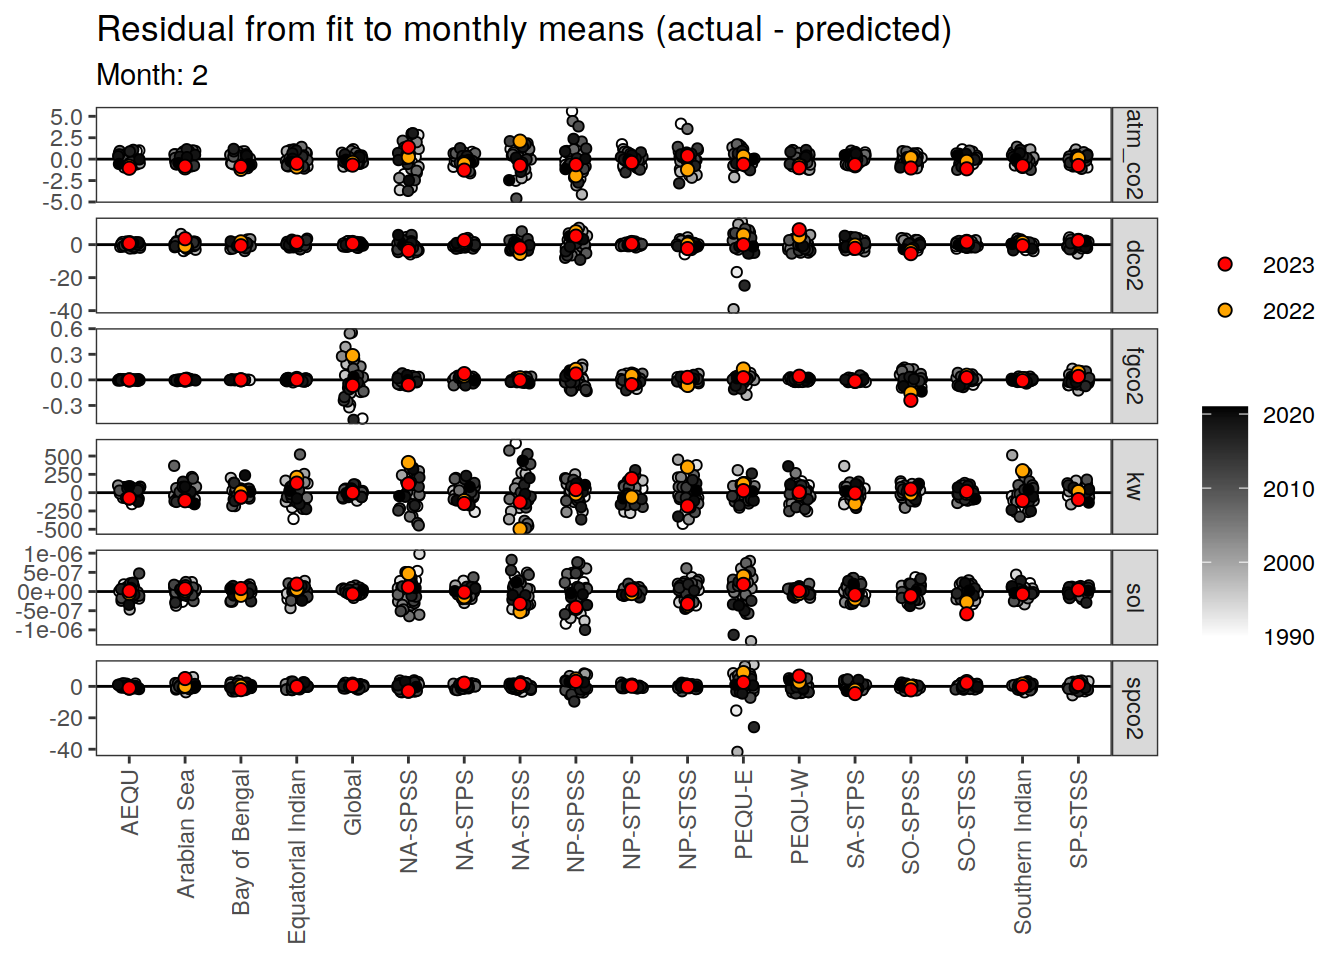 Residual from fit to monthly means (actual - predicted)
Month: 2
5.0
2.5
0.0
-2.5
-5.0
atm_co2
0
-20
-40
dco2
0.6
0.3
0.0
-0.3
fgco2
500
250
0
-250
-500
kw
1e-06
5e-07
0e+00
-5e-07
-1e-06
sol
0
-20
-40
spco2
AEQU
Arabian Sea
Bay of Bengal
Equatorial Indian
Global
NA-SPSS
NA-STPS
NA-STSS
NP-SPSS
NP-STPS
NP-STSS
PEQU-E
PEQU-W
SA-STPS
SO-SPSS
SO-STSS
Southern Indian
SP-STSS
2023
2022
2020
2010
2000
1990